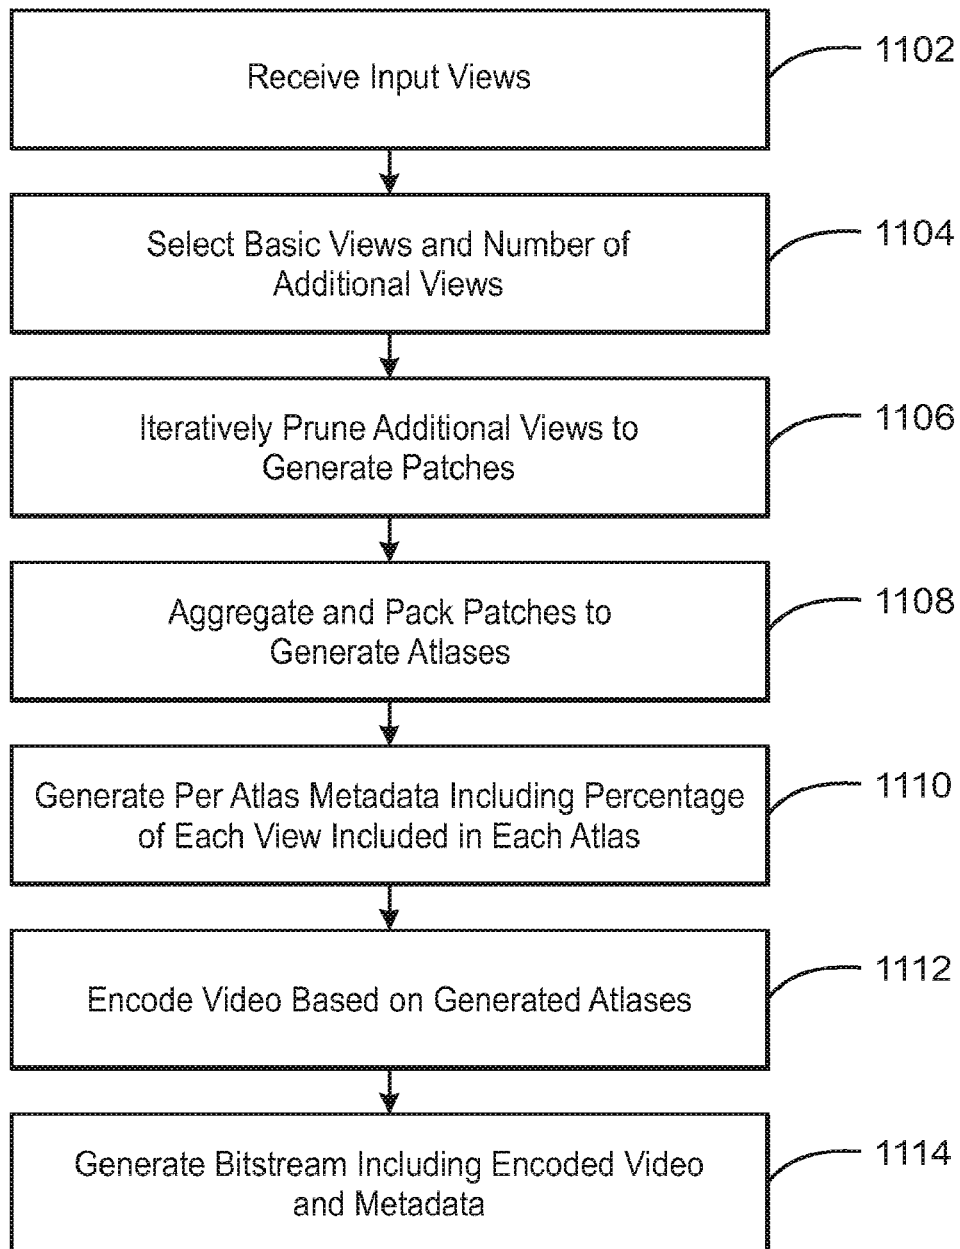 Receive Input Views
1102
Select Basic Views and Number of
Additional Views
1104
Iteratively Prune Additional Views to
Generate Patches
1106
Aggregate and Pack Patches to
Generate Atlases
1108
Generate Per Atlas Metadata Including Percentage
of Each View Included in Each Atlas
1110
Encode Video Based on Generated Atlases
1112
Generate Bitstream Including Encoded Video
and Metadata
1114